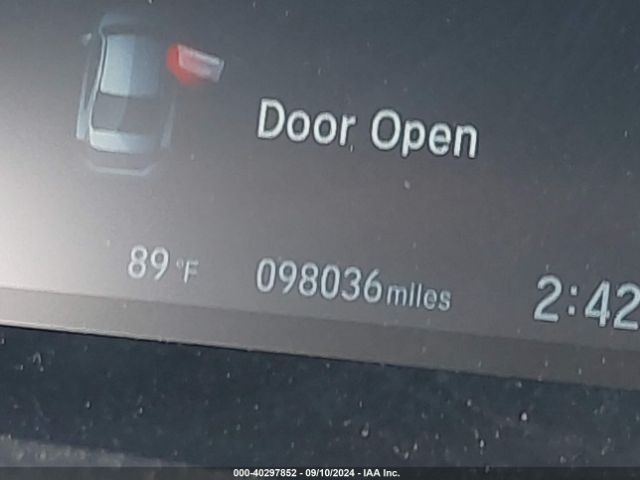 Door Open
89 °F 098036 miles 2:42
000-40297852 - 09/10/2024 - IAA Inc.